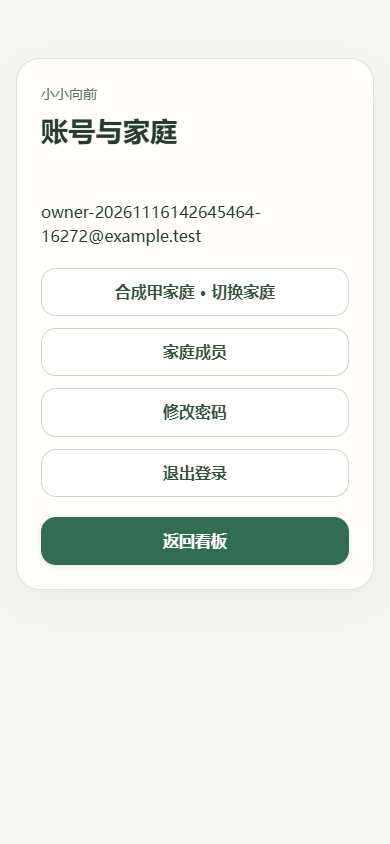 小小向前
账号与家庭
owner-20261116142645464-
16272@example.test
合成甲家庭 • 切换家庭
家庭成员
修改密码
退出登录
返回看板